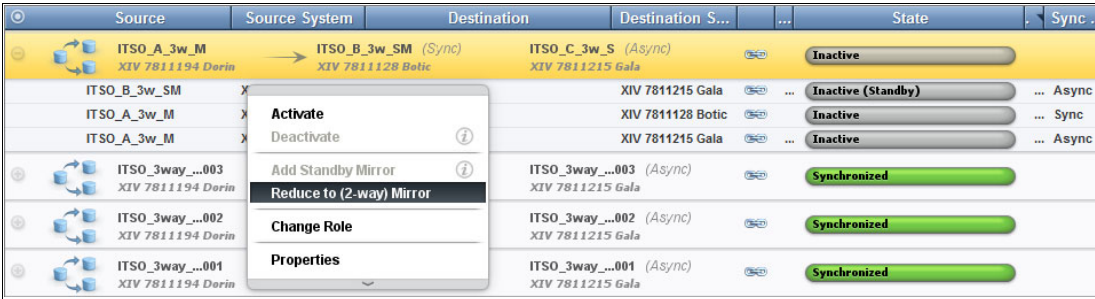 Source Source System Destination Destination S... ... State . Sync .
ITSO_A_3w_M ITSO_B_3w_SM (Sync) ITSO_C_3w_S (Async) Inactive
XIV 7811194 Dorin XIV 7811128 Botic XIV 7811215 Gala
ITSO_B_3w_SM X XIV 7811215 Gala ... Inactive (Standby) ... Async
ITSO_A_3w_M X Activate XIV 7811128 Botic Inactive ... Sync
ITSO_A_3w_M X Deactivate XIV 7811215 Gala ... Inactive ... Async
ITSO_3way_...003 Add Standby Mirror ITSO_3way_...003 (Async) Synchronized
XIV 7811194 Dorin Reduce to (2-way) Mirror XIV 7811215 Gala
ITSO_3way_...002 Change Role ITSO_3way_...002 (Async) Synchronized
XIV 7811194 Dorin XIV 7811215 Gala
ITSO_3way_...001 Properties ITSO_3way_...001 (Async) Synchronized
XIV 7811194 Dorin XIV 7811215 Gala